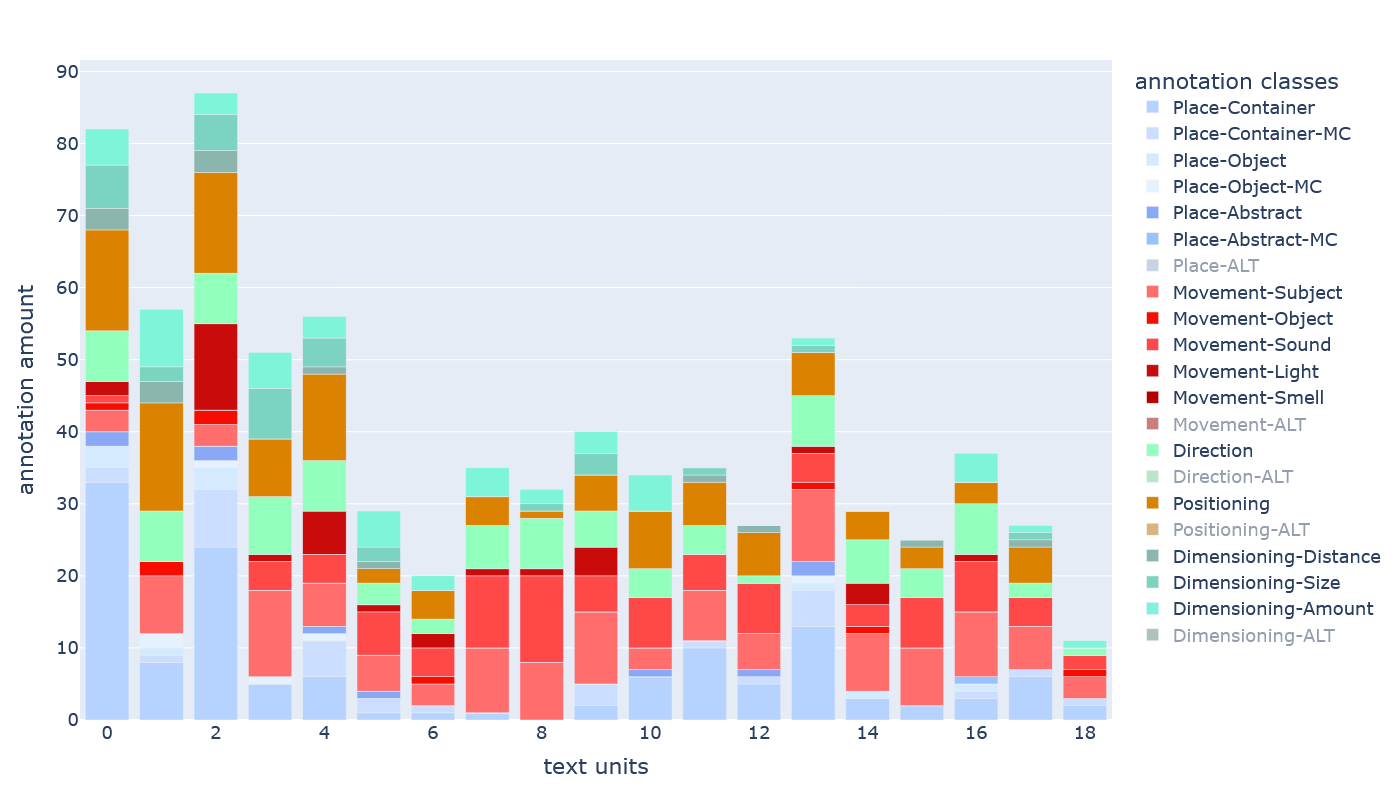 90
80
70
60
50
40
30
20
10
0
annotation amount
0 2 4 6 8 10 12 14 16 18
text units
annotation classes
Place-Container
Place-Container-MC
Place-Object
Place-Object-MC
Place-Abstract
Place-Abstract-MC
Place-ALT
Movement-Subject
Movement-Object
Movement-Sound
Movement-Light
Movement-Smell
Movement-ALT
Direction
Direction-ALT
Positioning
Positioning-ALT
Dimensioning-Distance
Dimensioning-Size
Dimensioning-Amount
Dimensioning-ALT